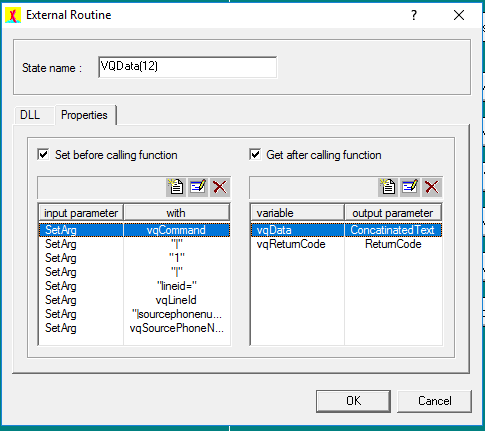 External Routine
?
State name :
VQData(12)
DLL
Properties
Set before calling function
Get after calling function
input parameter with
variable output parameter
SetArg vqCommand
vqData ConcatinatedText
SetArg "|"
vqReturnCode ReturnCode
SetArg "1"
SetArg "|"
SetArg "lineid="
SetArg vqLineId
SetArg "|sourcephonenu...
SetArg vqSourcePhoneN...
OK
Cancel